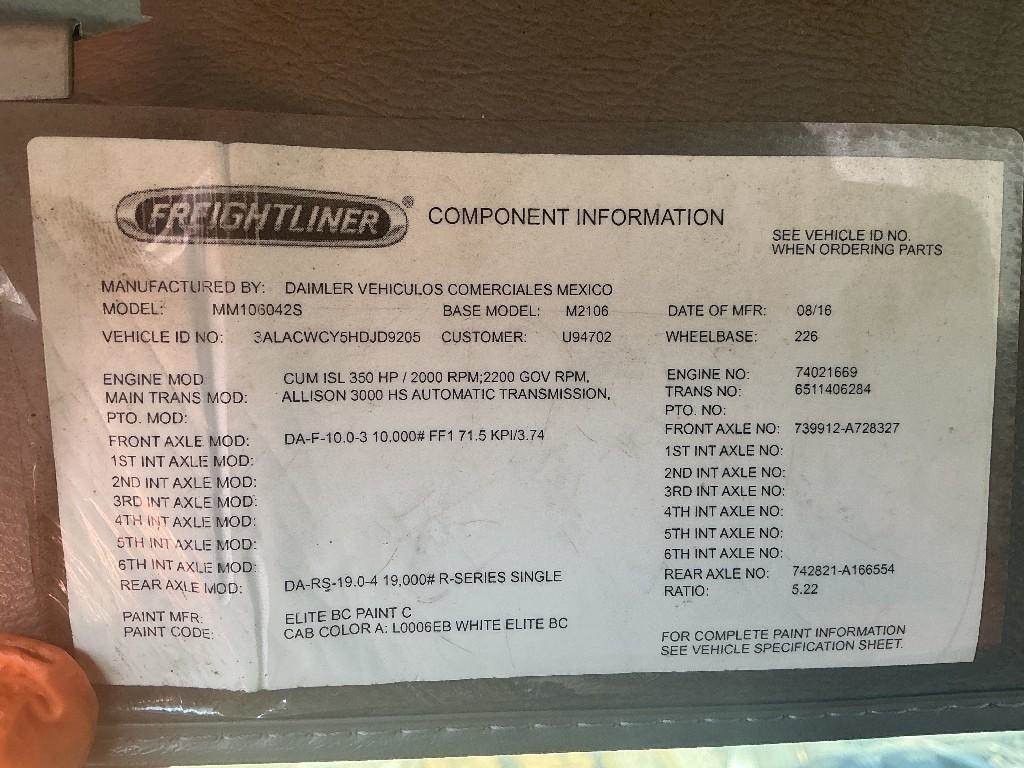 FREIGHTLINER® COMPONENT INFORMATION
SEE VEHICLE ID NO.
WHEN ORDERING PARTS
MANUFACTURED BY: DAIMLER VEHICULOS COMERCIALES MEXICO
MODEL: MM106042S BASE MODEL: M2106 DATE OF MFR: 08/16
VEHICLE ID NO: 3ALACWCY5HDJD9205 CUSTOMER: U94702 WHEELBASE: 226
ENGINE MOD CUM ISL 350 HP / 2000 RPM;2200 GOV RPM, ENGINE NO: 74021669
MAIN TRANS MOD: ALLISON 3000 HS AUTOMATIC TRANSMISSION, TRANS NO: 6511406284
PTO. MOD: PTO. NO:
FRONT AXLE MOD: DA-F-10.0-3 10,000# FF1 71.5 KPI/3.74 FRONT AXLE NO: 739912-A728327
1ST INT AXLE MOD: 1ST INT AXLE NO:
2ND INT AXLE MOD: 2ND INT AXLE NO:
3RD INT AXLE MOD: 3RD INT AXLE NO:
4TH INT AXLE MOD: 4TH INT AXLE NO:
5TH INT AXLE MOD: 5TH INT AXLE NO:
6TH INT AXLE MOD: 6TH INT AXLE NO:
REAR AXLE MOD: DA-RS-19.0-4 19,000# R-SERIES SINGLE REAR AXLE NO: 742821-A166554
RATIO: 5.22
PAINT MFR: ELITE BC PAINT C
PAINT CODE: CAB COLOR A: L0006EB WHITE ELITE BC
FOR COMPLETE PAINT INFORMATION
SEE VEHICLE SPECIFICATION SHEET.